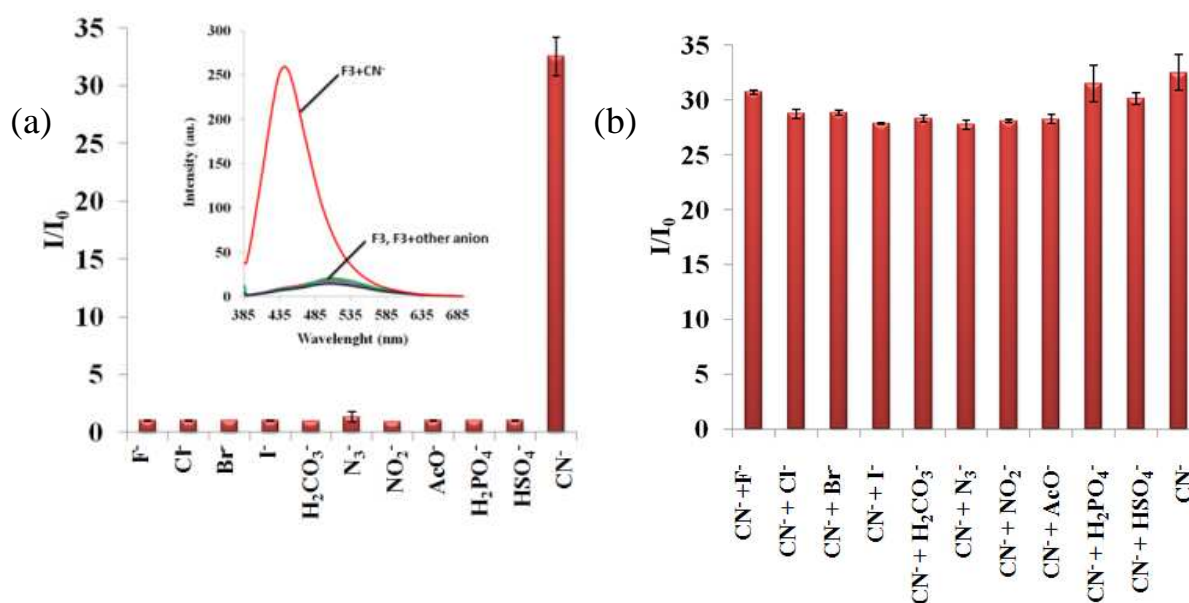 (a)
I/I₀
35
30
25
20
15
10
5
0
F⁻
Cl⁻
Br⁻
I⁻
H₂CO₃⁻
N₃⁻
NO₂⁻
AcO⁻
H₂PO₄⁻
HSO₄⁻
CN⁻
Intensity (au.)
300
250
200
150
100
50
0
F3+CN⁻
F3, F3+other anion
385 435 485 535 585 635 685
Wavelenght (nm)
(b)
I/I₀
35
30
25
20
15
10
5
0
CN⁻ +F⁻
CN⁻ + Cl⁻
CN⁻ + Br⁻
CN⁻ + I⁻
CN⁻ + H₂CO₃⁻
CN⁻ + N₃⁻
CN⁻ + NO₂⁻
CN⁻ + AcO⁻
CN⁻ + H₂PO₄⁻
CN⁻ + HSO₄⁻
CN⁻